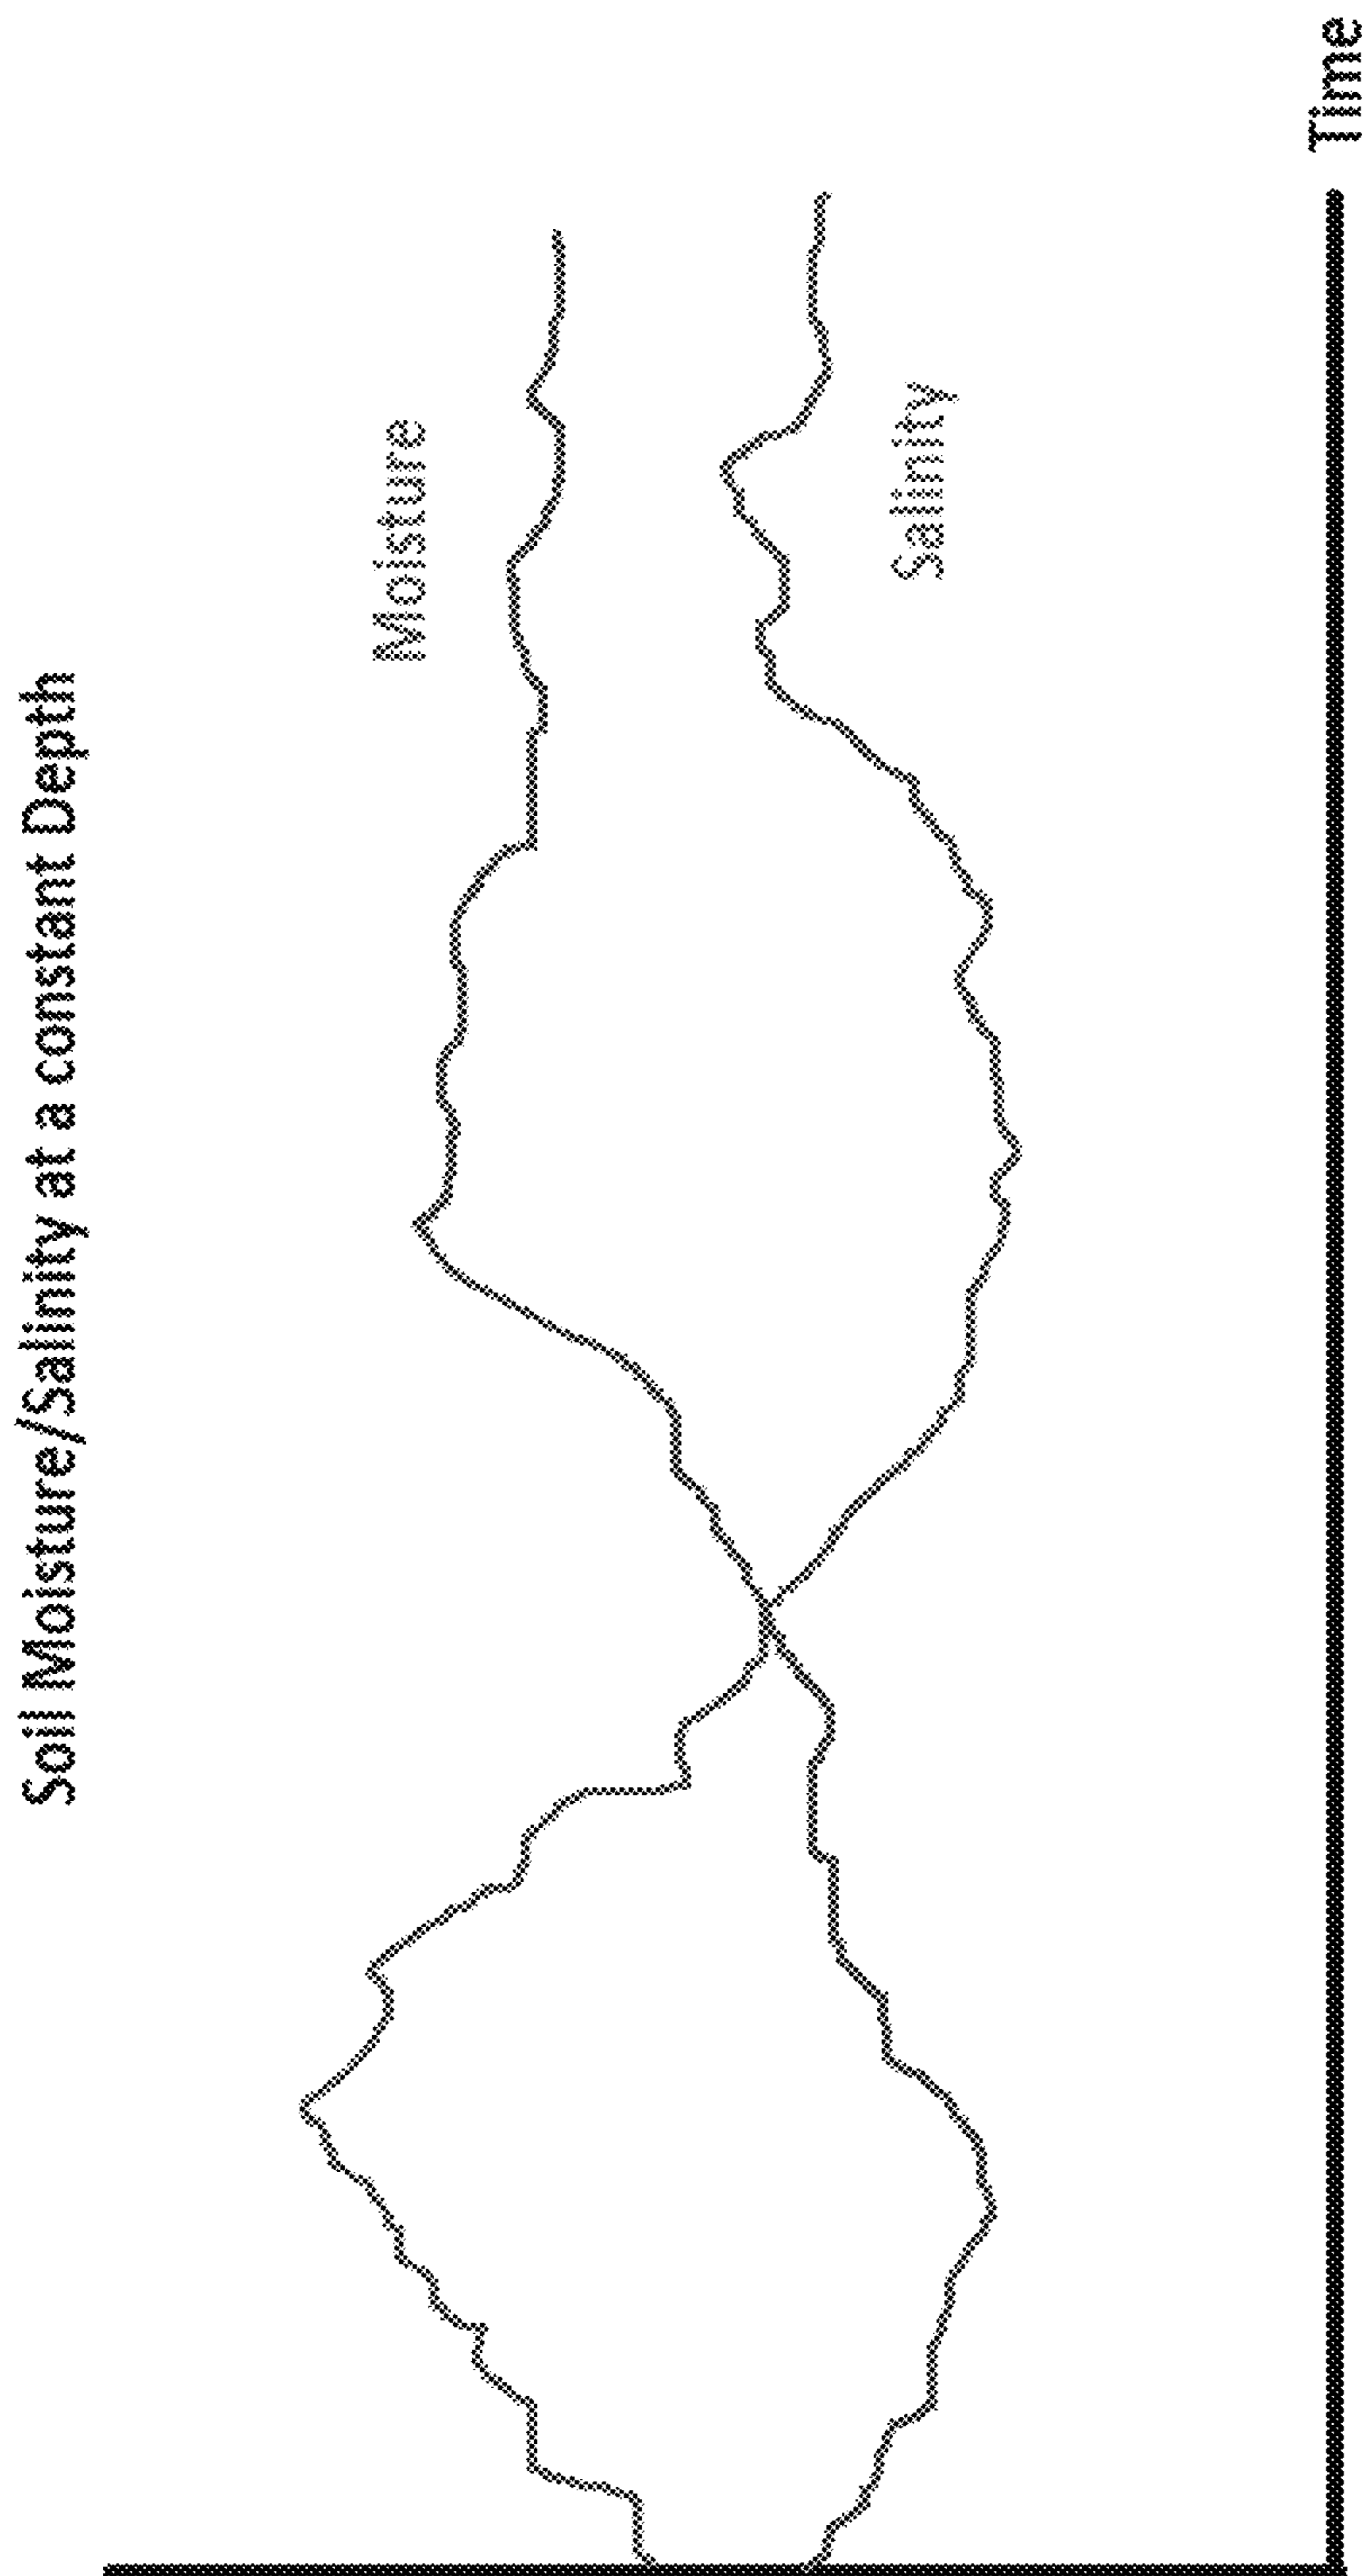 Soil Moisture/Salinity at a constant Depth
Moisture
Salinity
Time